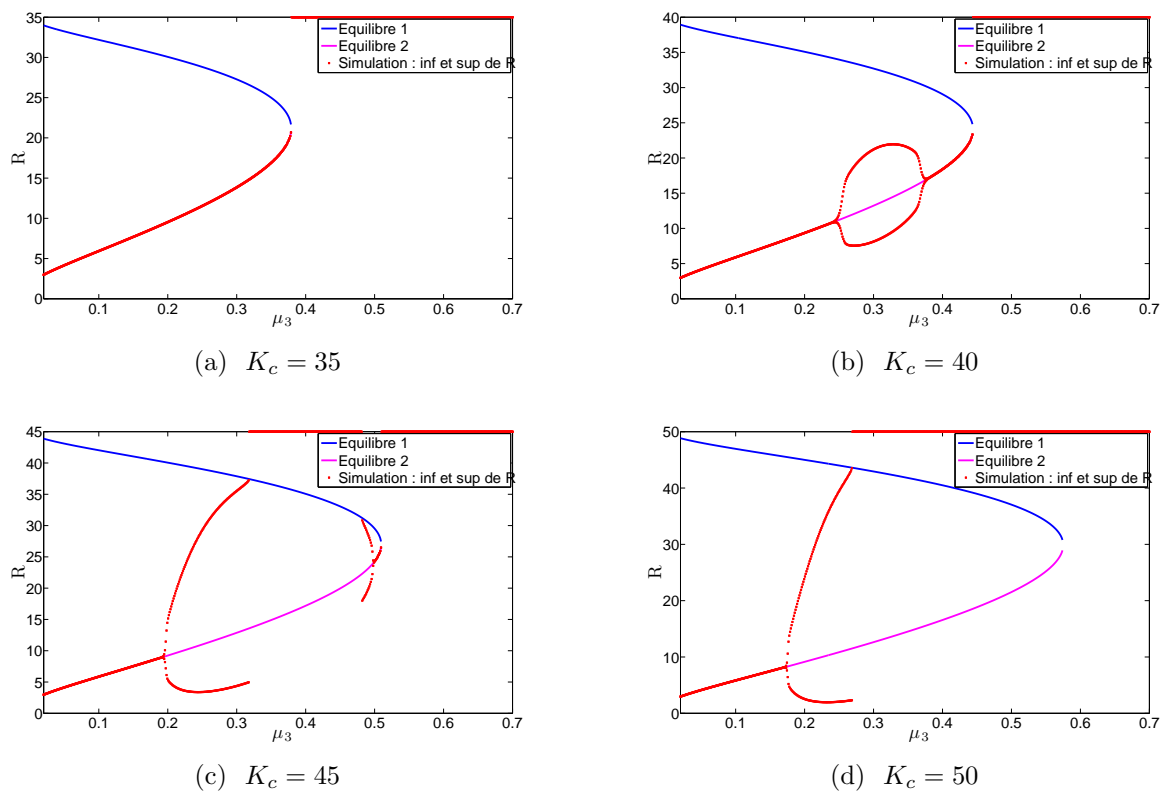 35
30
25
20
15
10
5
0
R
0.1 0.2 0.3 0.4 0.5 0.6 0.7
μ3
Equilibre 1
Equilibre 2
Simulation : inf et sup de R
(a) Kc = 35
40
35
30
25
20
15
10
5
0
R
0.1 0.2 0.3 0.4 0.5 0.6 0.7
μ3
Equilibre 1
Equilibre 2
Simulation : inf et sup de R
(b) Kc = 40
45
40
35
30
25
20
15
10
5
0
R
0.1 0.2 0.3 0.4 0.5 0.6 0.7
μ3
Equilibre 1
Equilibre 2
Simulation : inf et sup de R
(c) Kc = 45
50
40
30
20
10
0
R
0.1 0.2 0.3 0.4 0.5 0.6 0.7
μ3
Equilibre 1
Equilibre 2
Simulation : inf et sup de R
(d) Kc = 50